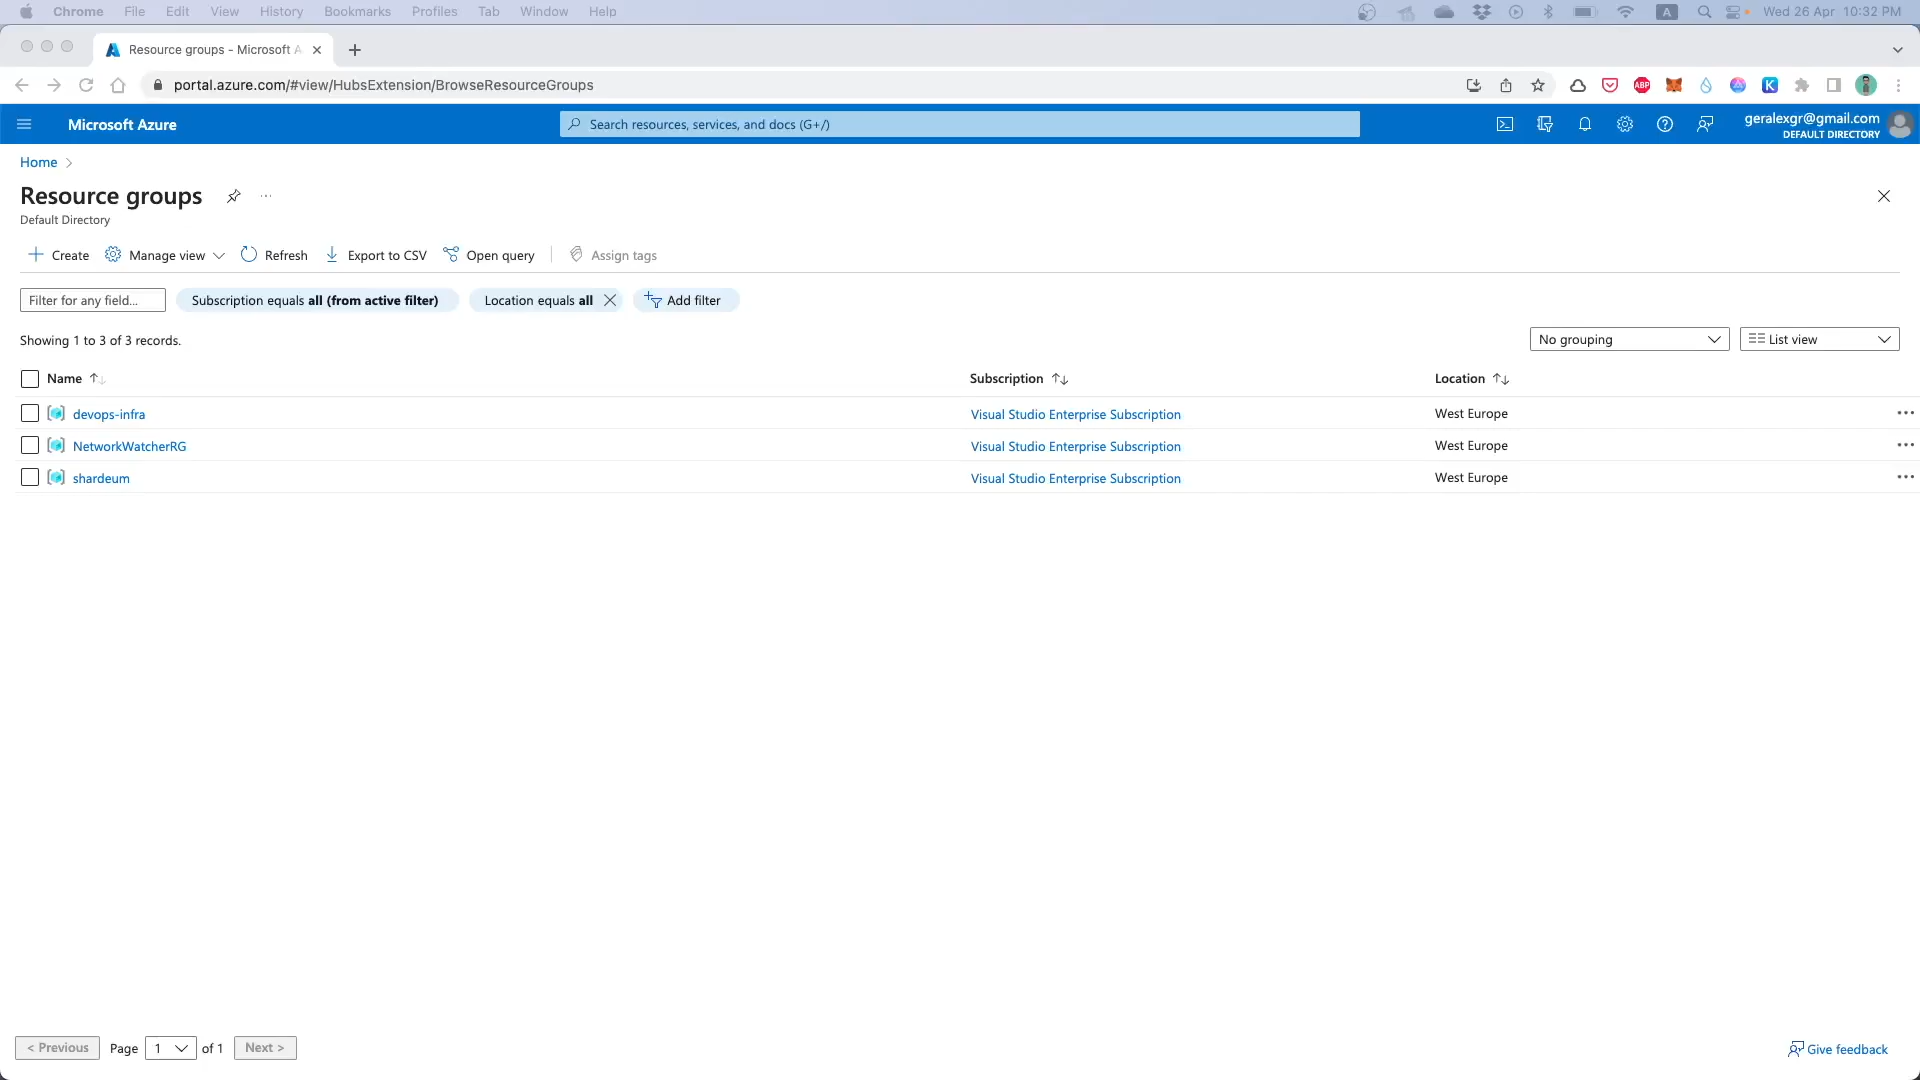 Chrome File Edit View History Bookmarks Profiles Tab Window Help A Wed 26 Apr 10:32 PM
Resource groups - Microsoft A
portal.azure.com/#view/HubsExtension/BrowseResourceGroups ABP K
Microsoft Azure Search resources, services, and docs (G+/) geralexgr@gmail.com
DEFAULT DIRECTORY
Home >
Resource groups ...
Default Directory
Create Manage view Refresh Export to CSV Open query Assign tags
Filter for any field... Subscription equals all (from active filter) Location equals all Add filter
Showing 1 to 3 of 3 records. No grouping List view
Name Subscription Location
devops-infra Visual Studio Enterprise Subscription West Europe
NetworkWatcherRG Visual Studio Enterprise Subscription West Europe
shardeum Visual Studio Enterprise Subscription West Europe
< Previous Page 1 of 1 Next > Give feedback